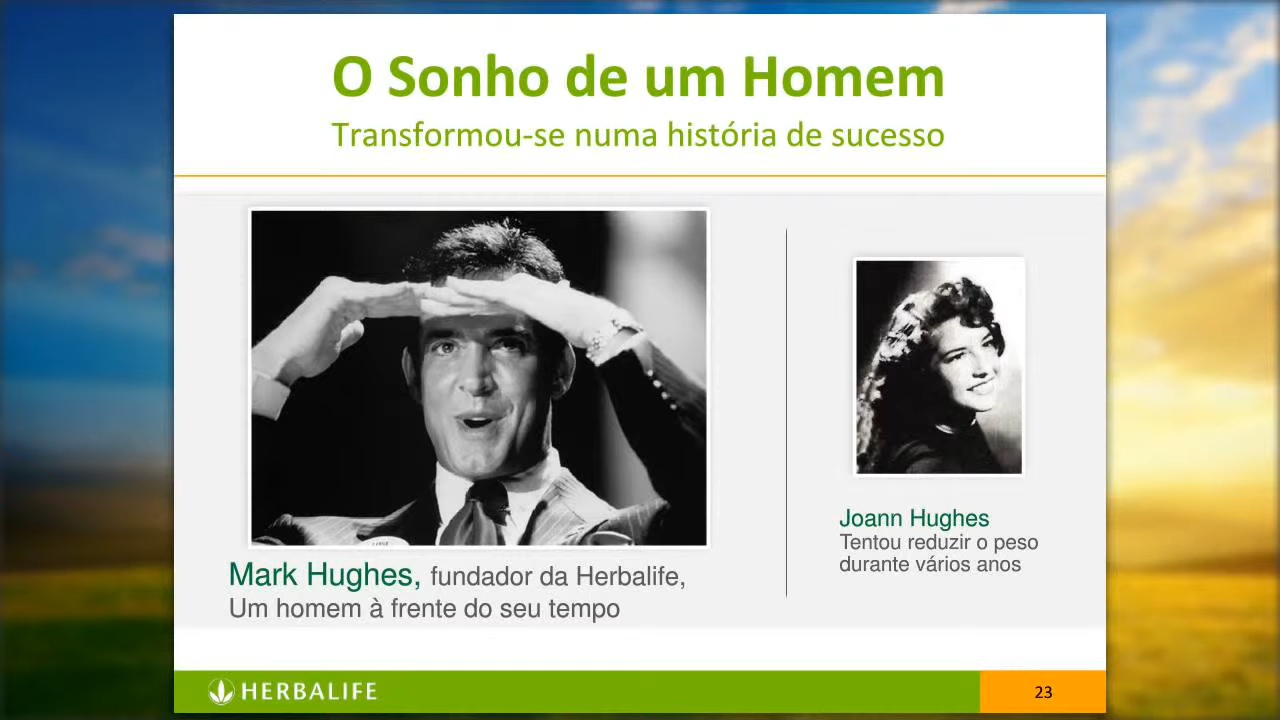 O Sonho de um Homem
Transformou-se numa história de sucesso
Mark Hughes, fundador da Herbalife,
Um homem à frente do seu tempo
Joann Hughes
Tentou reduzir o peso
durante vários anos
HERBALIFE
23